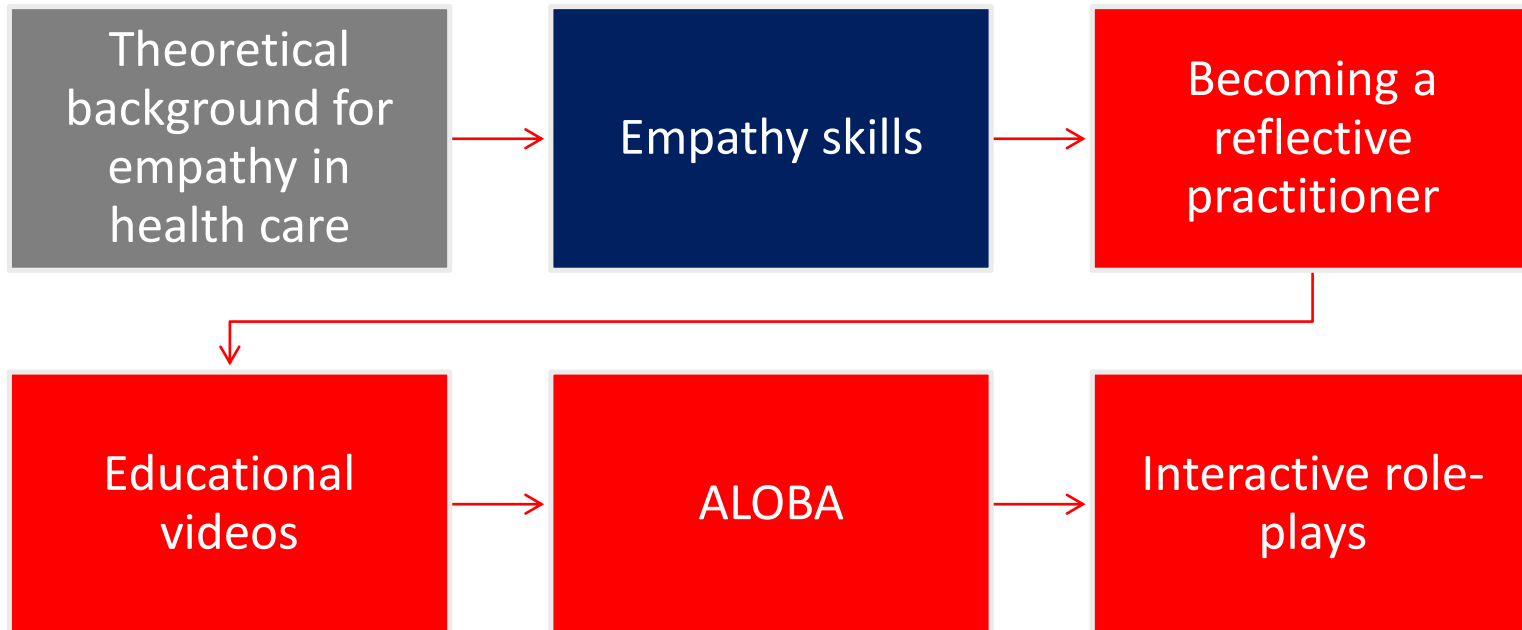 Theoretical
background for
empathy in
health care
Empathy skills
Becoming a
reflective
practitioner
Educational
videos
ALOBA
Interactive role-
plays